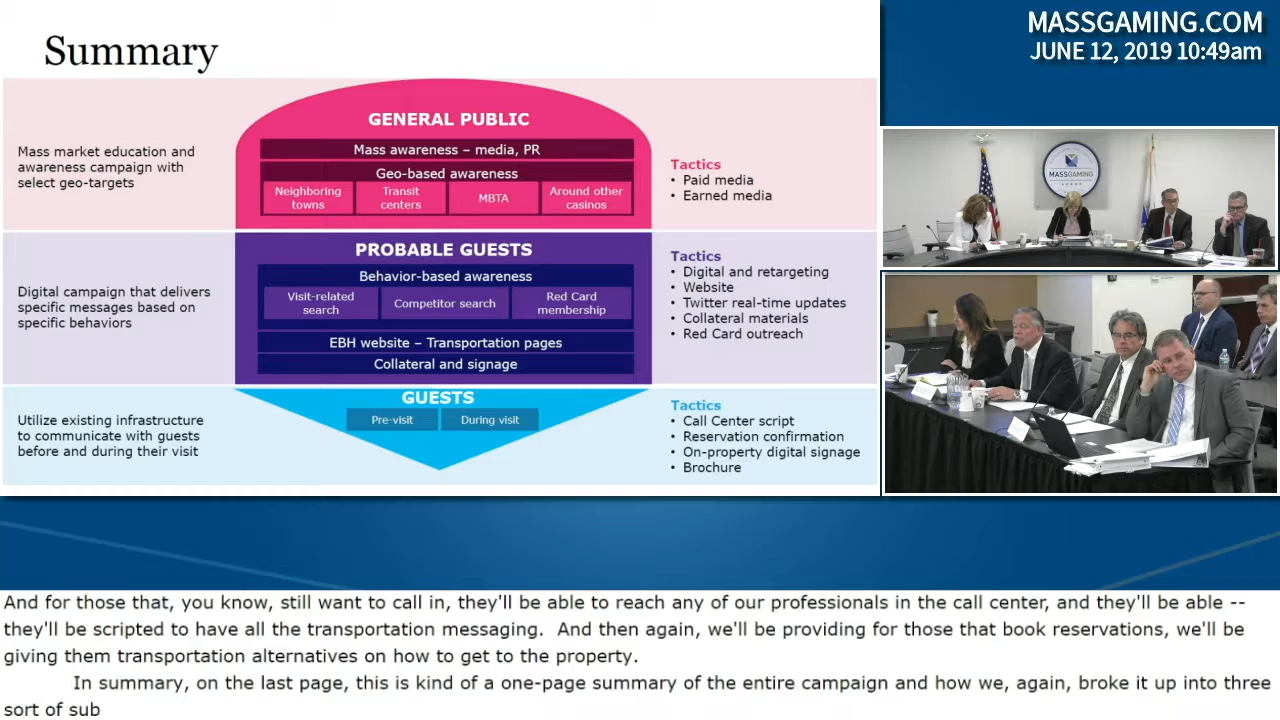 Summary
Mass market education and
awareness campaign with
select geo-targets
GENERAL PUBLIC
Mass awareness – media, PR
Geo-based awareness
Neighboring
towns
Transit
centers
MBTA
Around other
casinos
Tactics
• Paid media
• Earned media
Digital campaign that delivers
specific messages based on
specific behaviors
PROBABLE GUESTS
Behavior-based awareness
Visit-related
search
Competitor search
Red Card
membership
EBH website – Transportation pages
Collateral and signage
Tactics
• Digital and retargeting
• Website
• Twitter real-time updates
• Collateral materials
• Red Card outreach
Utilize existing infrastructure
to communicate with guests
before and during their visit
GUESTS
Pre-visit
During visit
Tactics
• Call Center script
• Reservation confirmation
• On-property digital signage
• Brochure
MASSGAMING.COM
JUNE 12, 2019 10:49am
MASSGAMING
And for those that, you know, still want to call in, they'll be able to reach any of our professionals in the call center, and they'll be able --
they'll be scripted to have all the transportation messaging.  And then again, we'll be providing for those that book reservations, we'll be
giving them transportation alternatives on how to get to the property.
In summary, on the last page, this is kind of a one-page summary of the entire campaign and how we, again, broke it up into three
sort of sub